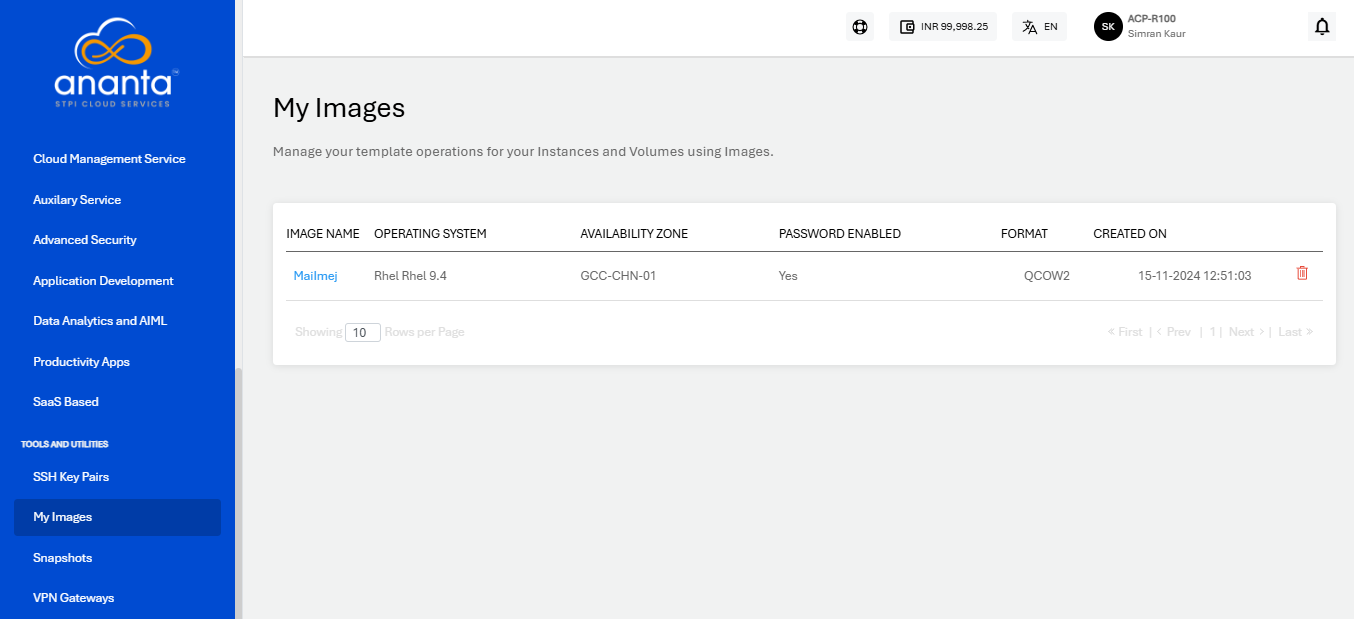 ananta™
STPI CLOUD SERVICES
Cloud Management Service
Auxilary Service
Advanced Security
Application Development
Data Analytics and AIML
Productivity Apps
SaaS Based
TOOLS AND UTILITIES
SSH Key Pairs
My Images
Snapshots
VPN Gateways
INR 99,998.25
EN
SK
ACP-R100
Simran Kaur
My Images
Manage your template operations for your Instances and Volumes using Images.
IMAGE NAME OPERATING SYSTEM AVAILABILITY ZONE PASSWORD ENABLED FORMAT CREATED ON
Mailmej Rhel Rhel 9.4 GCC-CHN-01 Yes QCOW2 15-11-2024 12:51:03
Showing 10 Rows per Page « First | ‹ Prev | 1 | Next › | Last »